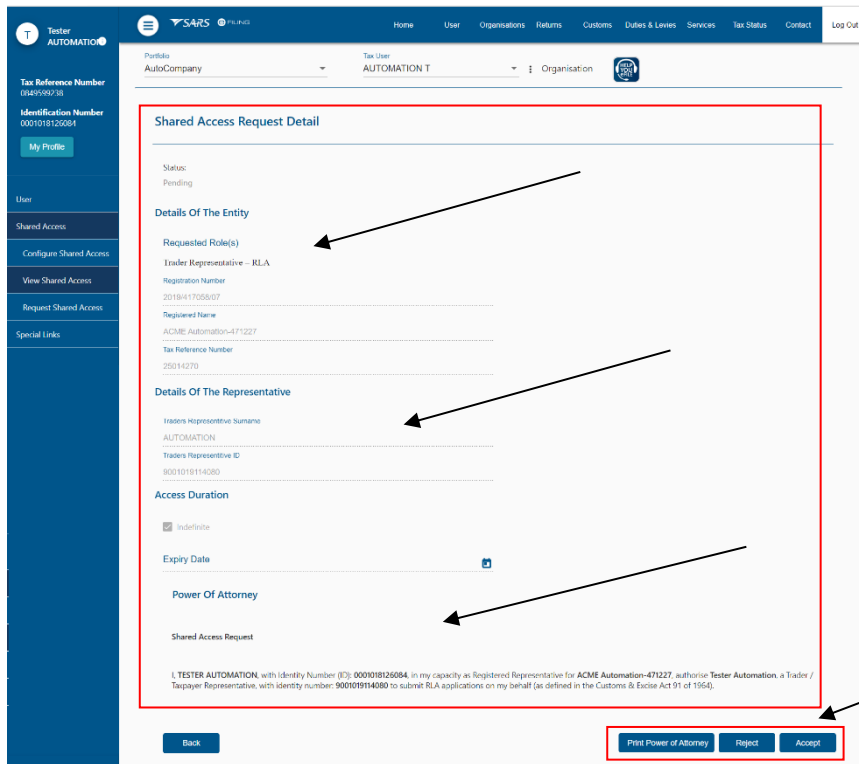 T
Tester
AUTOMATION
Tax Reference Number
0849599238
Identification Number
0001018126084
My Profile
User
Shared Access
Configure Shared Access
View Shared Access
Request Shared Access
Special Links
SARS eFILING
Home User Organisations Returns Customs Duties & Levies Services Tax Status Contact Log Out
Portfolio
AutoCompany
Tax User
AUTOMATION T
Organisation
HELP YOU EFILE
Shared Access Request Detail
Status:
Pending
Details Of The Entity
Requested Role(s)
Trader Representative – RLA
Registration Number
2019/417058/07
Registered Name
ACME Automation-471227
Tax Reference Number
25014270
Details Of The Representative
Traders Representitive Surname
AUTOMATION
Traders Representitive ID
9001019114080
Access Duration
Indefinite
Expiry Date
Power Of Attorney
Shared Access Request
I, TESTER AUTOMATION, with Identity Number (ID): 0001018126084, in my capacity as Registered Representative for ACME Automation-471227, authorise Tester Automation, a Trader /
Taxpayer Representative, with identity number: 9001019114080 to submit RLA applications on my behalf (as defined in the Customs & Excise Act 91 of 1964).
Back
Print Power of Attorney
Reject
Accept